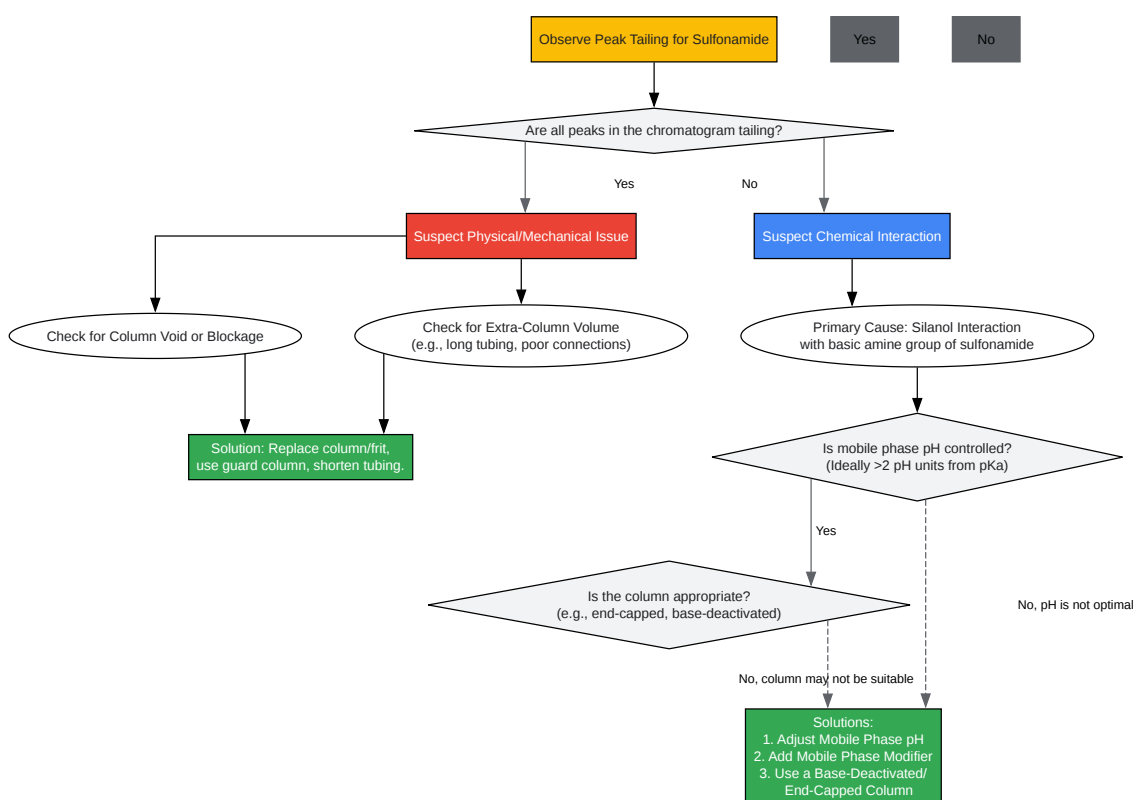 Observe Peak Tailing for Sulfonamide
Yes
No
Are all peaks in the chromatogram tailing?
Yes
No
Suspect Physical/Mechanical Issue
Suspect Chemical Interaction
Check for Column Void or Blockage
Check for Extra-Column Volume
(e.g., long tubing, poor connections)
Primary Cause: Silanol Interaction
with basic amine group of sulfonamide
Solution: Replace column/frit,
use guard column, shorten tubing.
Is mobile phase pH controlled?
(Ideally >2 pH units from pKa)
Yes
Is the column appropriate?
(e.g., end-capped, base-deactivated)
No, pH is not optimal
No, column may not be suitable
Solutions:
1. Adjust Mobile Phase pH
2. Add Mobile Phase Modifier
3. Use a Base-Deactivated/
End-Capped Column